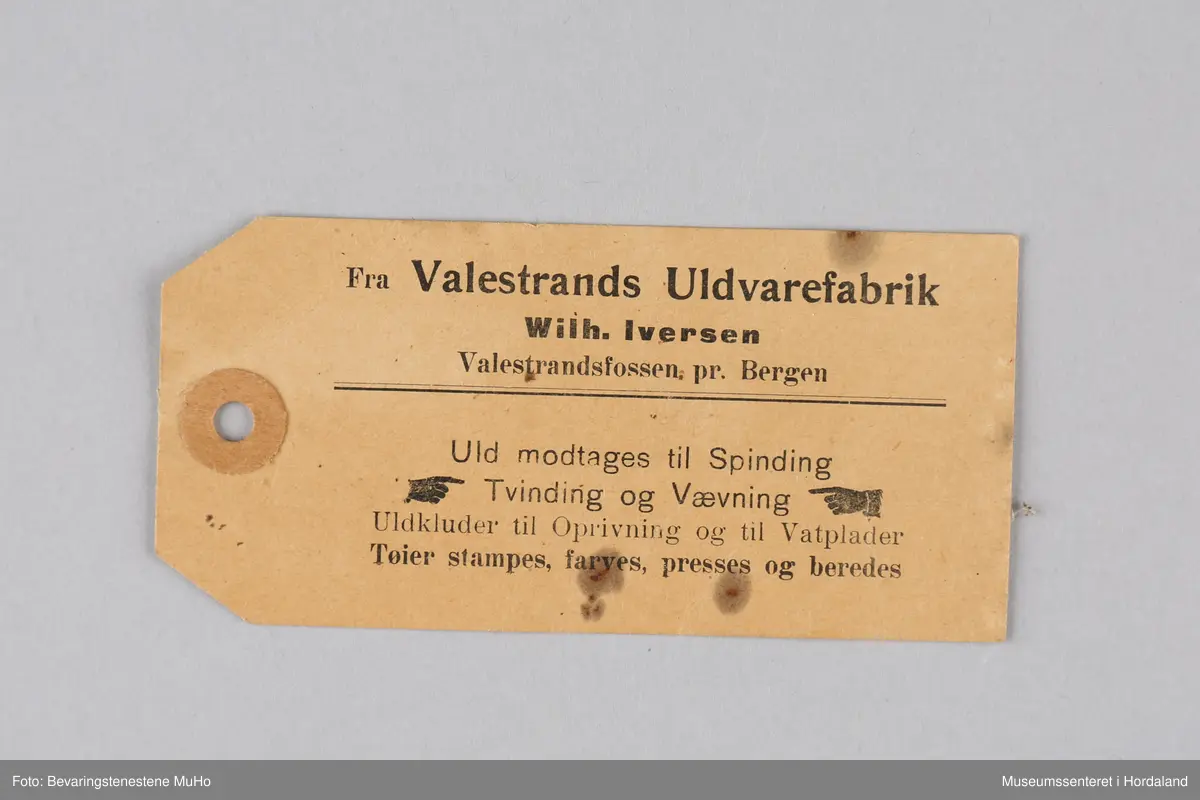 Fra Valestrands Uldvarefabrik
Wilh. Iversen
Valestrandsfossen, pr. Bergen
Uld modtages til Spinding
Tvinding og Vævning
Uldkluder til Oprivning og til Vatplader
Tøier stampes, farves, presses og beredes
Foto: Bevaringstenestene MuHo
Museumssenteret i Hordaland